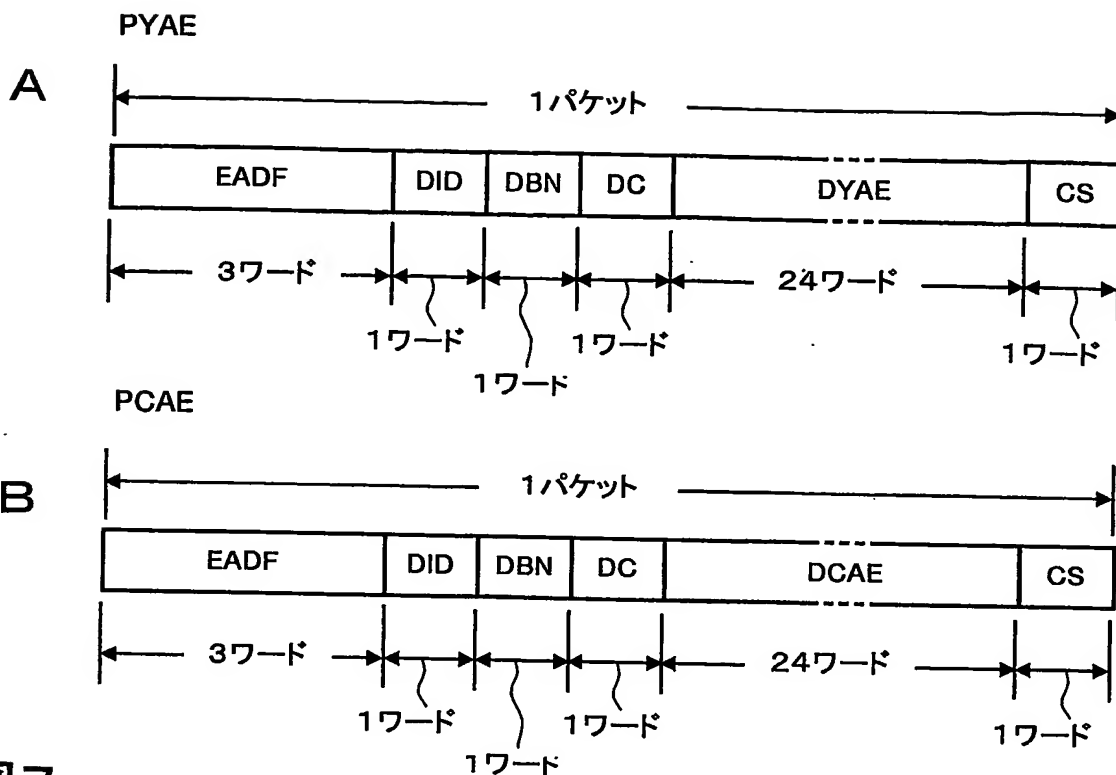 PYAE
A
1パケット
EADF DID DBN DC DYAE CS
3ワード 24ワード
1ワード 1ワード 1ワード
1ワード
PCAE
B
1パケット
EADF DID DBN DC DCAE CS
3ワード 24ワード
1ワード 1ワード 1ワード
1ワード